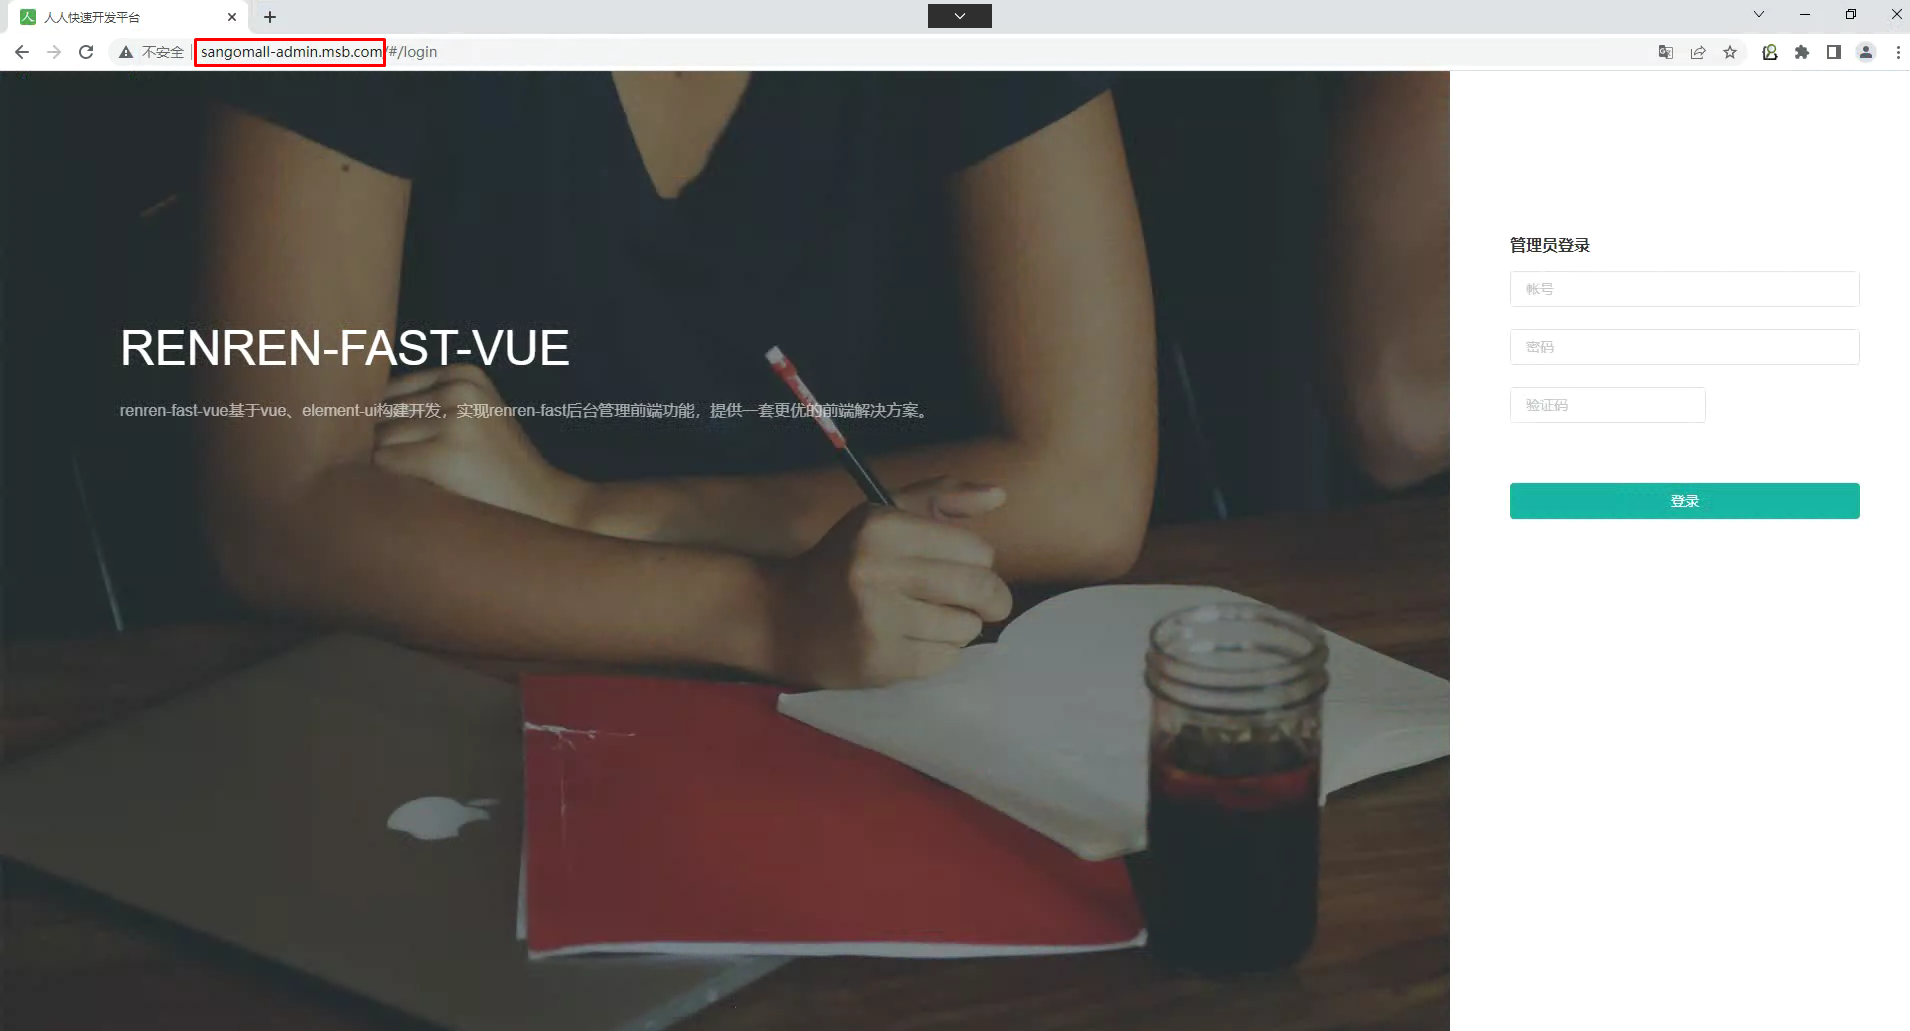 人人快速开发平台
不安全
sangomall-admin.msb.com/#/login
管理员登录
帐号
密码
验证码
登录
RENREN-FAST-VUE
renren-fast-vue基于vue、element-ui构建开发，实现renren-fast后台管理前端功能，提供一套更优的前端解决方案。